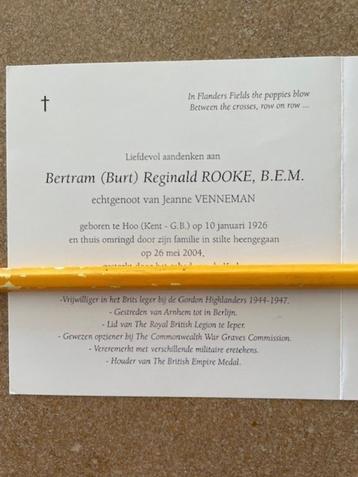 In Flanders Fields the poppies blow
Between the crosses, row on row ...
Liefdevol aandenken aan
Bertram (Burt) Reginald ROOKE, B.E.M.
echtgenoot van Jeanne VENNEMAN
geboren te Hoo (Kent - G.B.) op 10 januari 1926
en thuis omringd door zijn familie in stilte heengegaan
op 26 mei 2004,
-Vrijwilliger in het Brits leger bij de Gordon Highlanders 1944-1947.
- Gestreden van Arnhem tot in Berlijn.
- Lid van The Royal British Legion te Ieper.
- Gewezen opziener bij The Commonwealth War Graves Commission.
- Vereremerkt met verschillende militaire eretekens.
- Houder van The British Empire Medal.